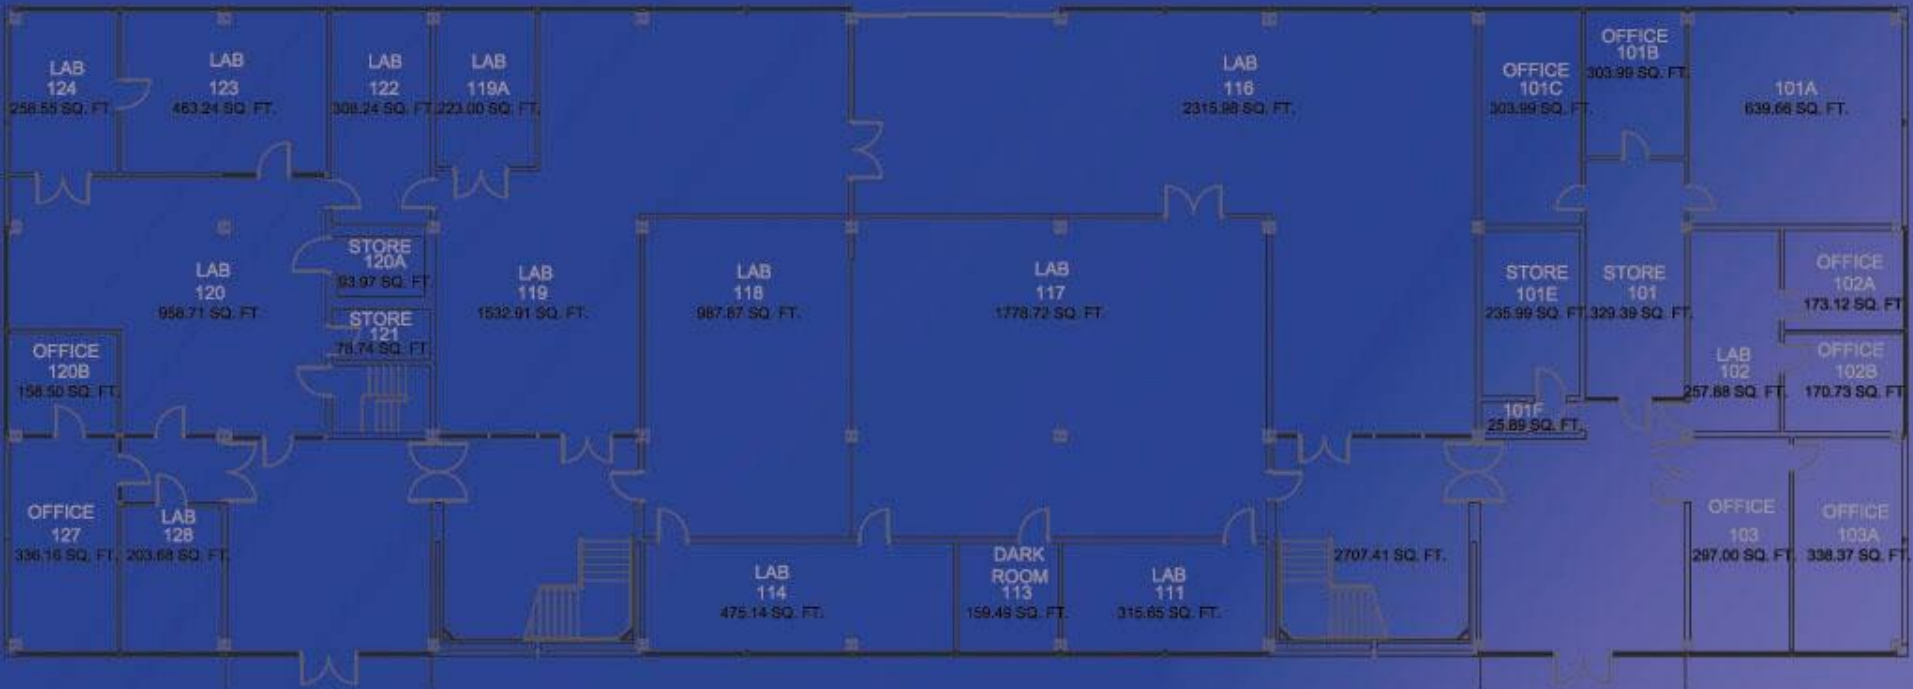 LAB
124
258.55 SQ. FT.
LAB
123
463.24 SQ. FT.
LAB
122
308.24 SQ. FT.
LAB
119A
223.00 SQ. FT.
LAB
116
2315.98 SQ. FT.
OFFICE
101C
303.99 SQ. FT.
OFFICE
101B
303.99 SQ. FT.
101A
639.66 SQ. FT.
LAB
120
958.71 SQ. FT.
STORE
120A
93.97 SQ. FT.
STORE
121
78.74 SQ. FT.
LAB
119
1532.91 SQ. FT.
LAB
118
987.87 SQ. FT.
LAB
117
1778.72 SQ. FT.
STORE
101E
235.99 SQ. FT.
STORE
101
329.39 SQ. FT.
OFFICE
102A
173.12 SQ. FT.
OFFICE
120B
158.50 SQ. FT.
LAB
102
257.88 SQ. FT.
OFFICE
102B
170.73 SQ. FT.
101F
25.89 SQ. FT.
OFFICE
127
336.16 SQ. FT.
LAB
128
203.68 SQ. FT.
LAB
114
475.14 SQ. FT.
DARK
ROOM
113
159.49 SQ. FT.
LAB
111
315.65 SQ. FT.
2707.41 SQ. FT.
OFFICE
103
297.00 SQ. FT.
OFFICE
103A
338.37 SQ. FT.